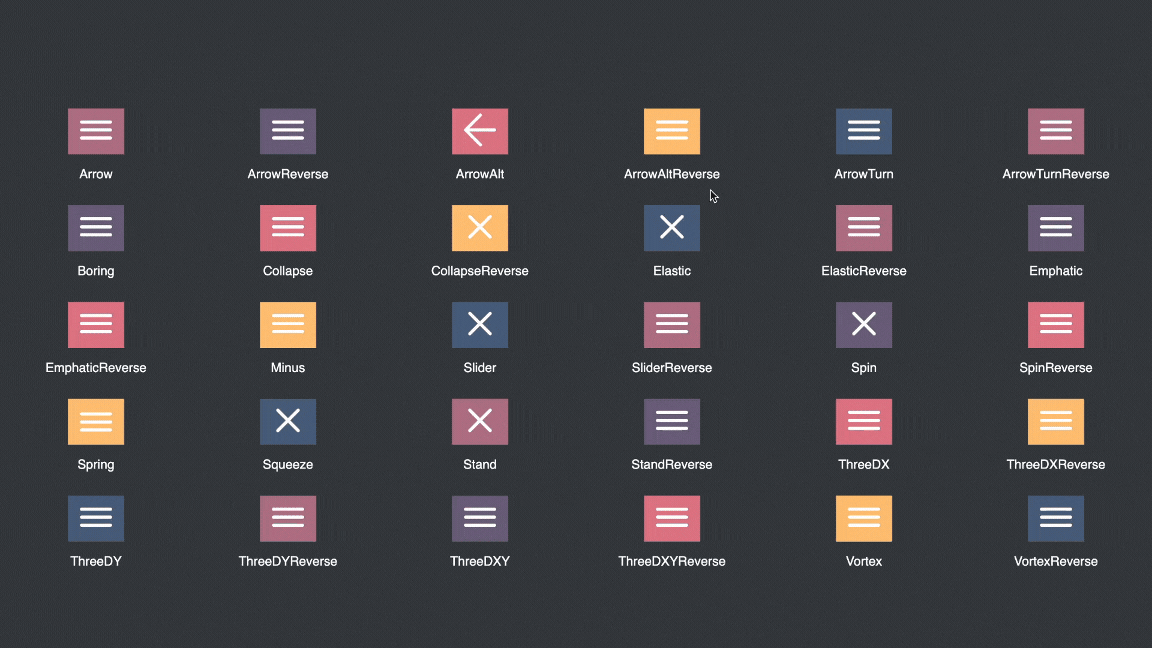 Arrow ArrowReverse ArrowAlt ArrowAltReverse ArrowTurn ArrowTurnReverse
Boring Collapse CollapseReverse Elastic ElasticReverse Emphatic
EmphaticReverse Minus Slider SliderReverse Spin SpinReverse
Spring Squeeze Stand StandReverse ThreeDX ThreeDXReverse
ThreeDY ThreeDYReverse ThreeDXY ThreeDXYReverse Vortex VortexReverse